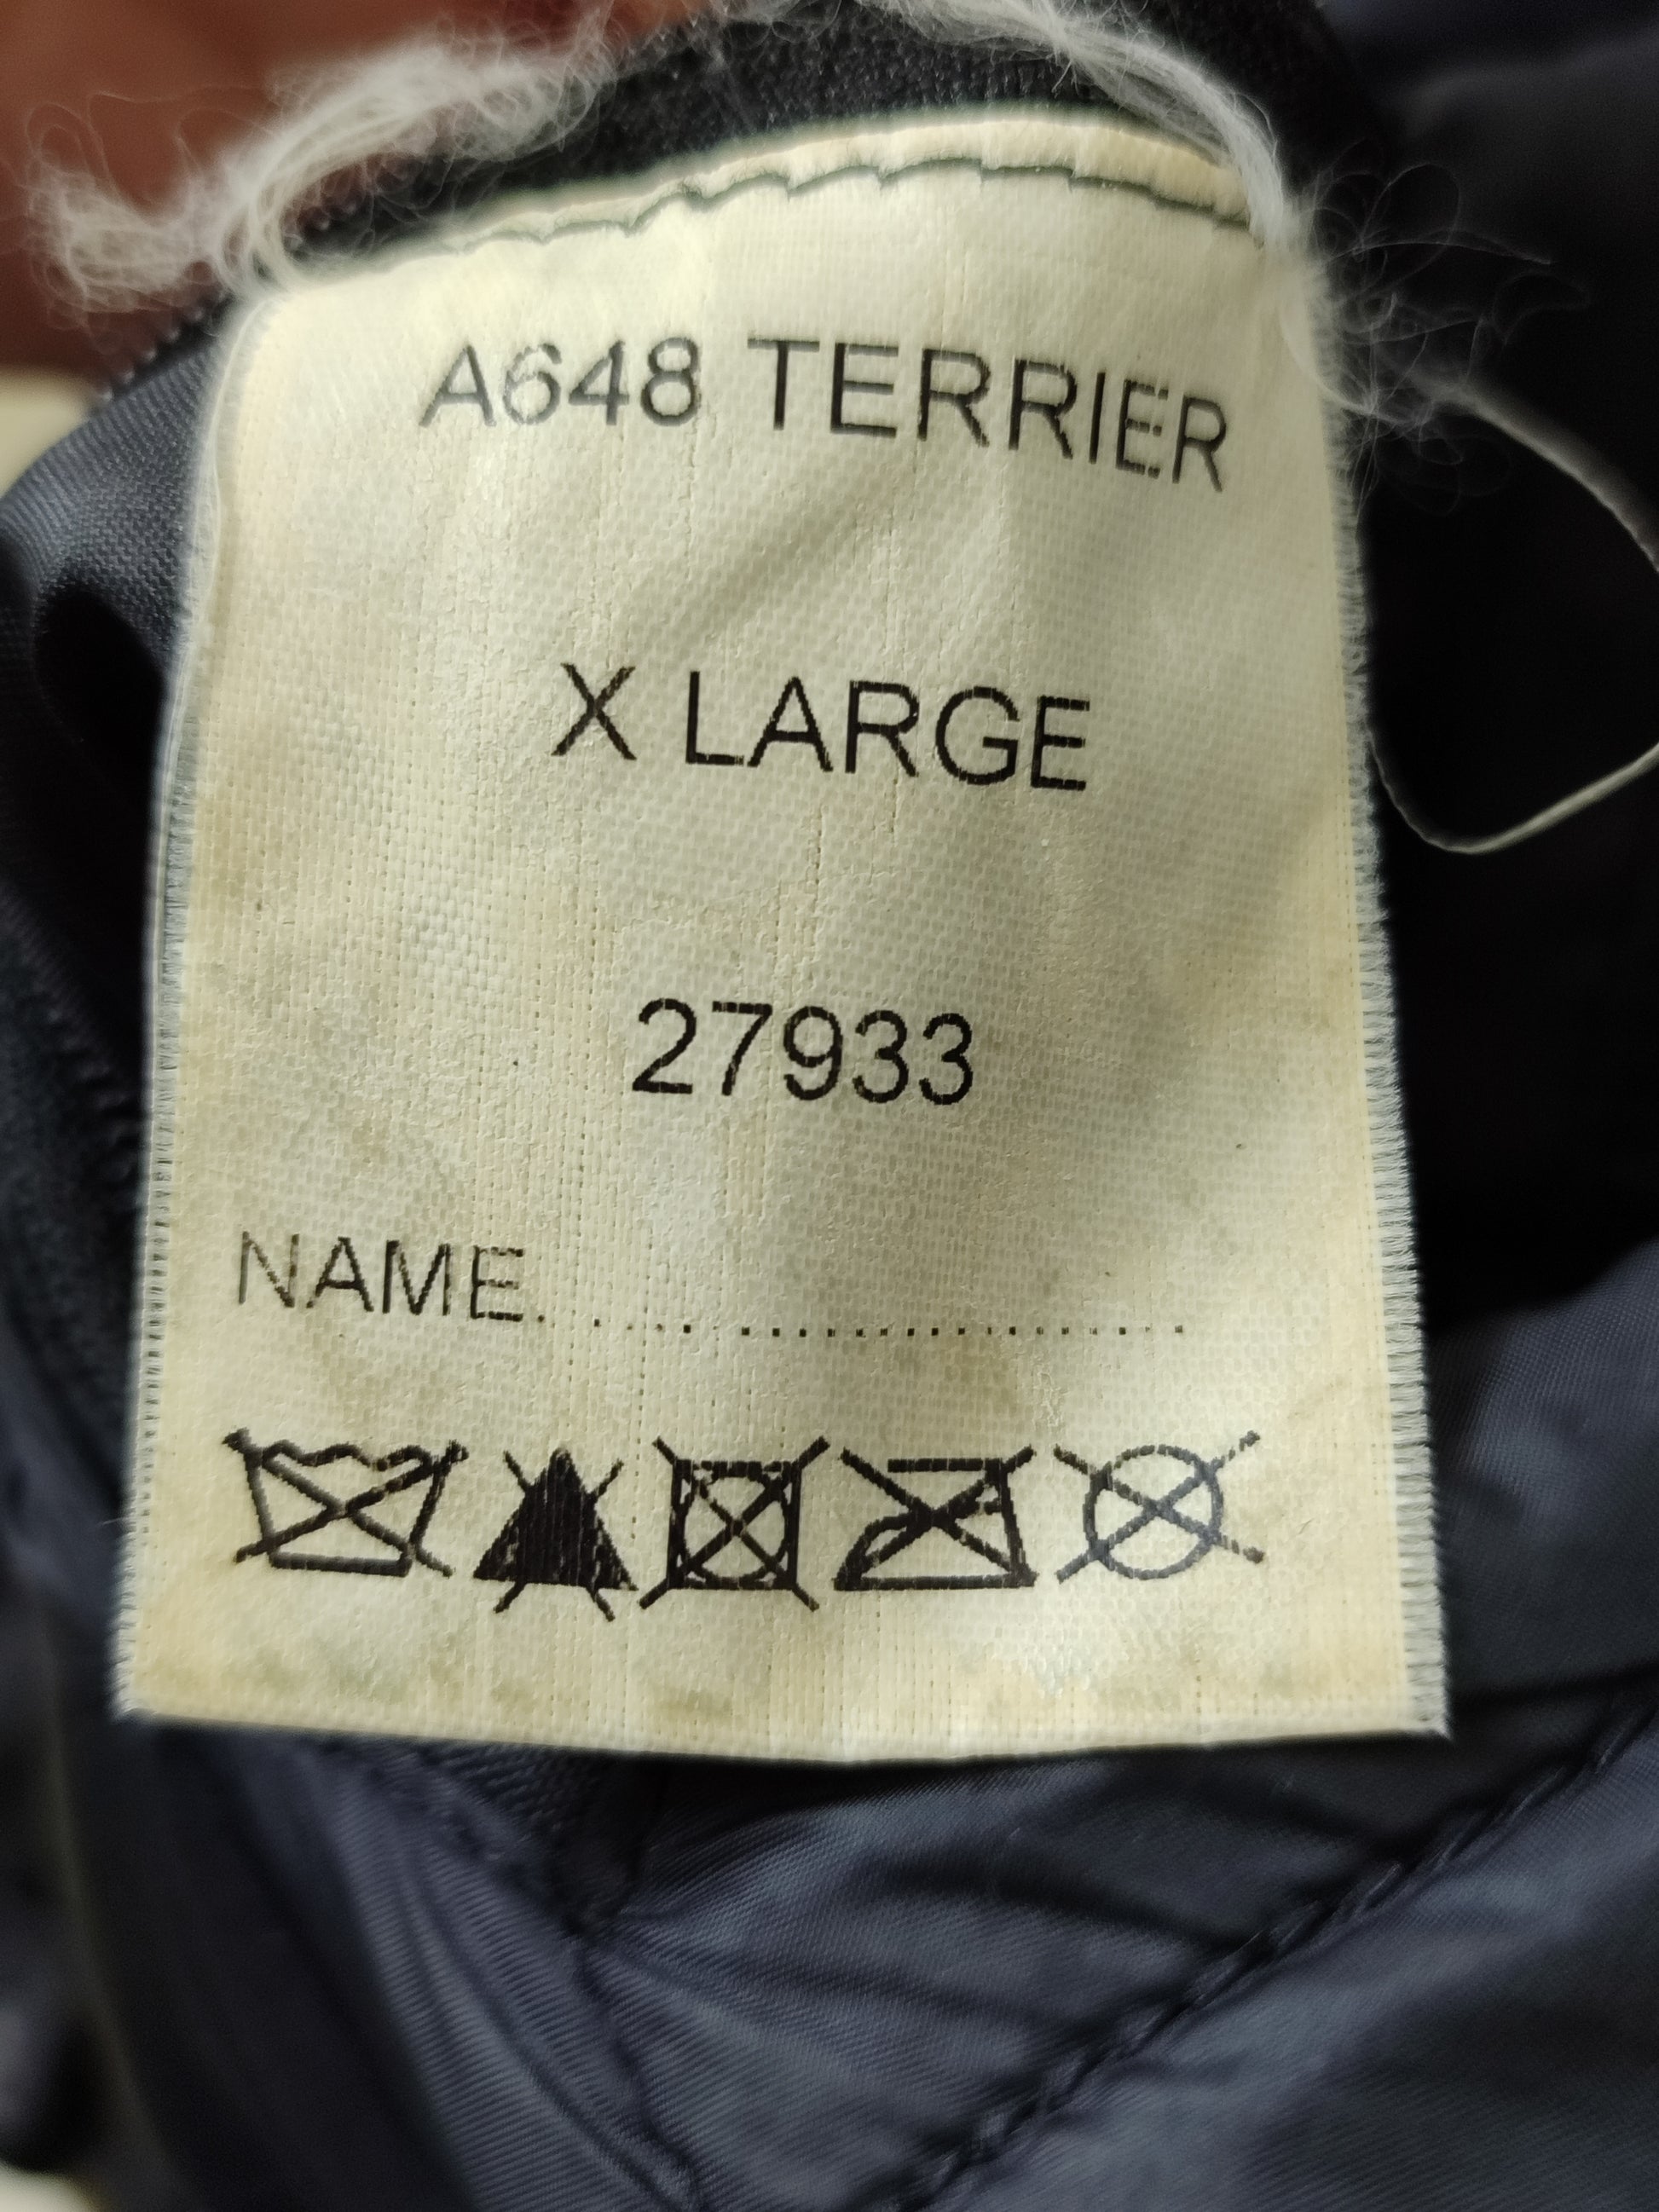 A648 TERRIER
X LARGE
27933
NAME......................